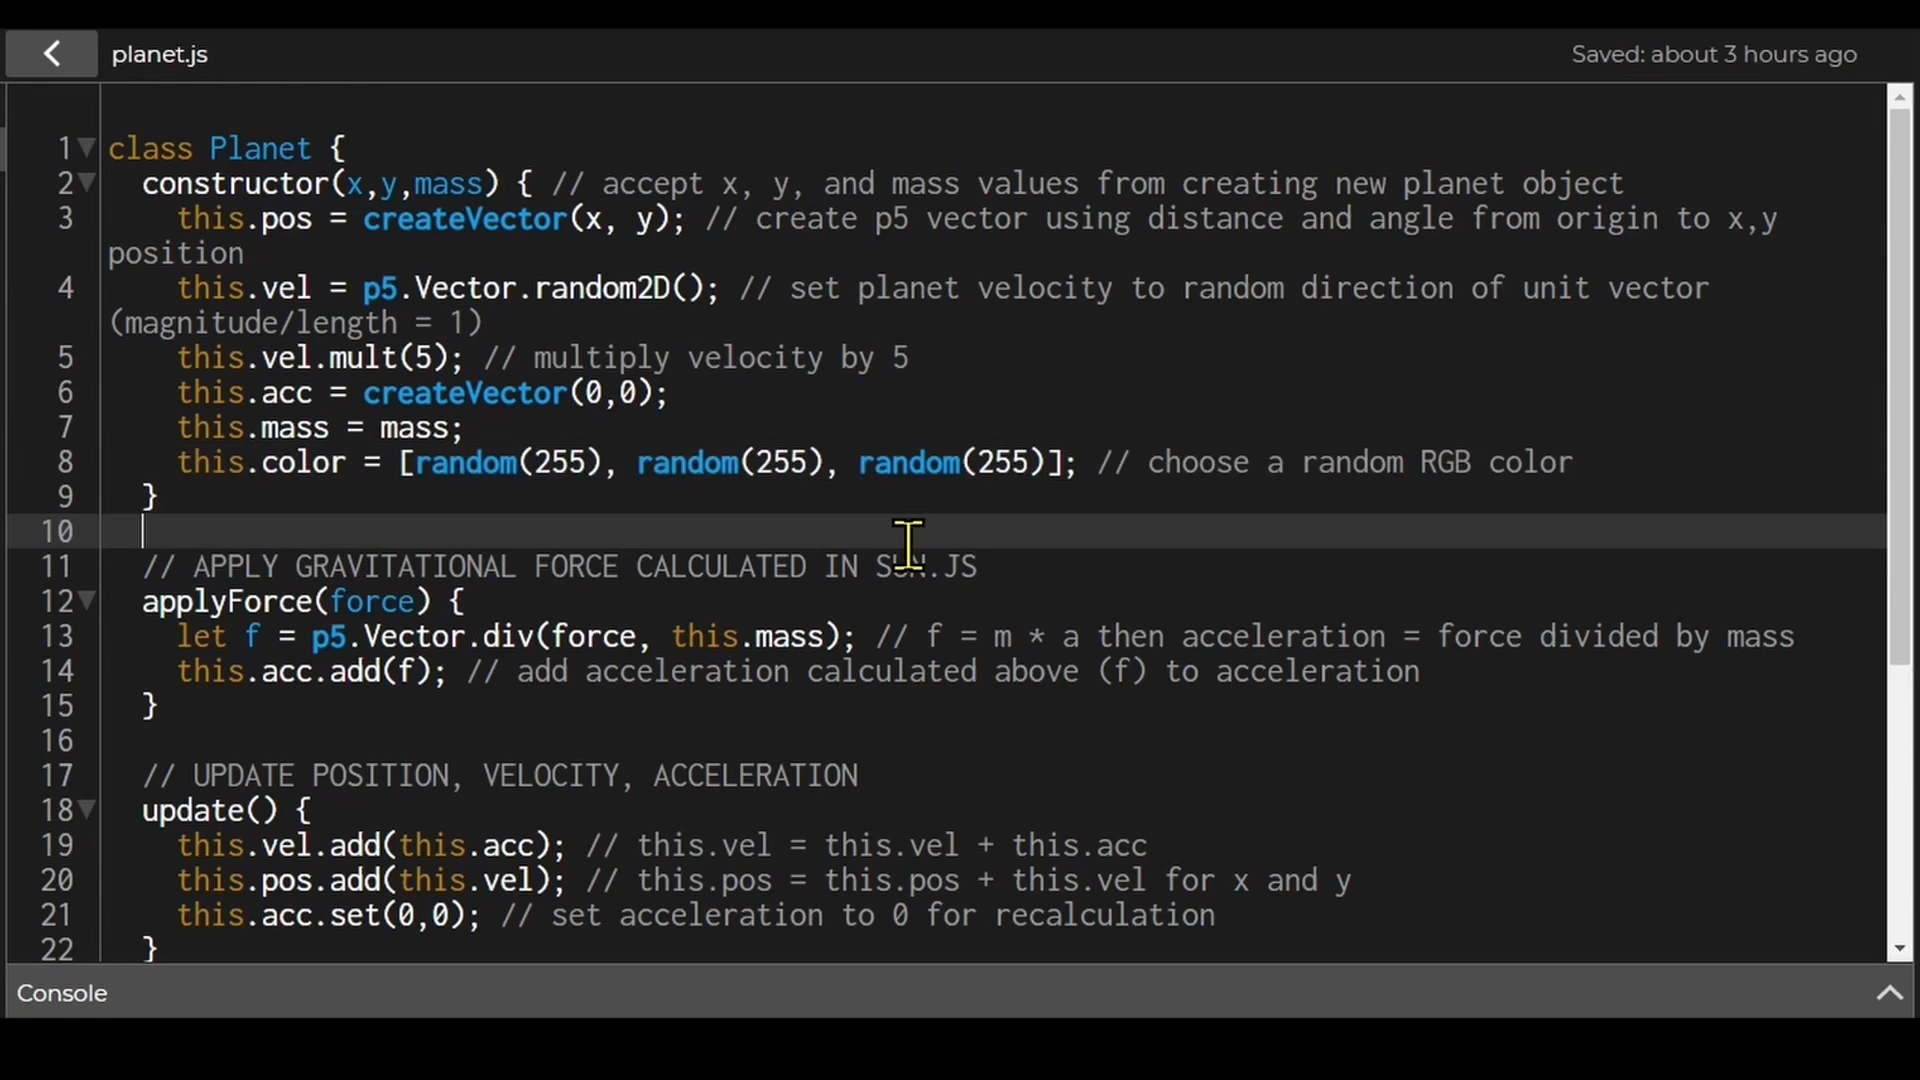 planet.js
Saved: about 3 hours ago
1 class Planet {
2 constructor(x,y,mass) { // accept x, y, and mass values from creating new planet object
3 this.pos = createVector(x, y); // create p5 vector using distance and angle from origin to x,y
position
4 this.vel = p5.Vector.random2D(); // set planet velocity to random direction of unit vector
(magnitude/length = 1)
5 this.vel.mult(5); // multiply velocity by 5
6 this.acc = createVector(0,0);
7 this.mass = mass;
8 this.color = [random(255), random(255), random(255)]; // choose a random RGB color
9 }
10
11 // APPLY GRAVITATIONAL FORCE CALCULATED IN SUN.JS
12 applyForce(force) {
13 let f = p5.Vector.div(force, this.mass); // f = m * a then acceleration = force divided by mass
14 this.acc.add(f); // add acceleration calculated above (f) to acceleration
15 }
16
17 // UPDATE POSITION, VELOCITY, ACCELERATION
18 update() {
19 this.vel.add(this.acc); // this.vel = this.vel + this.acc
20 this.pos.add(this.vel); // this.pos = this.pos + this.vel for x and y
21 this.acc.set(0,0); // set acceleration to 0 for recalculation
22 }
Console